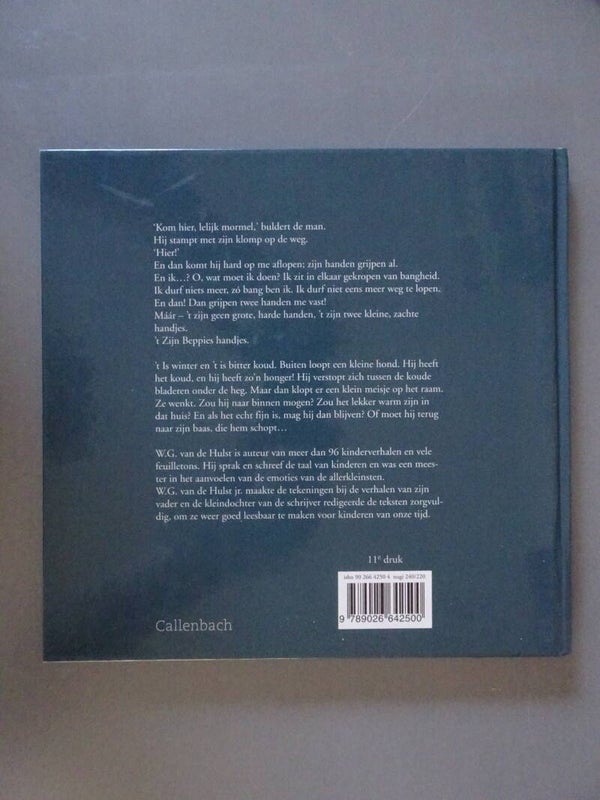 ‘Kom hier, lelijk mormel,’ buldert de man.
Hij stampt met zijn klomp op de weg.
‘Hier!’
En dan komt hij hard op me aflopen; zijn handen grijpen al.
En ik…? O, wat moet ik doen? Ik zit in elkaar gekropen van bangheid.
Ik durf niets meer, zó bang ben ik. Ik durf niet eens meer weg te lopen.
En dan! Dan grijpen twee handen me vast!
Máár – ’t zijn geen grote, harde handen, ’t zijn twee kleine, zachte
handjes.
’t Zijn Beppies handjes.
’t Is winter en ’t is bitter koud. Buiten loopt een kleine hond. Hij heeft
het koud, en hij heeft zo’n honger! Hij verstopt zich tussen de koude
bladeren onder de heg. Maar dan klopt er een klein meisje op het raam.
Ze wenkt. Zou hij naar binnen mogen? Zou het lekker warm zijn in
dat huis? En als het echt fijn is, mag hij dan blijven? Of moet hij terug
naar zijn baas, die hem schopt…
W.G. van de Hulst is auteur van meer dan 96 kinderverhalen en vele
feuilletons. Hij sprak en schreef de taal van kinderen en was een mees-
ter in het aanvoelen van de emoties van de allerkleinsten.
W.G. van de Hulst jr. maakte de tekeningen bij de verhalen van zijn
vader en de kleindochter van de schrijver redigeerde de teksten zorgvul-
dig, om ze weer goed leesbaar te maken voor kinderen van onze tijd.
11e druk
isbn 90 266 4250 4 nugi 240/220
9 789026 642500
Callenbach